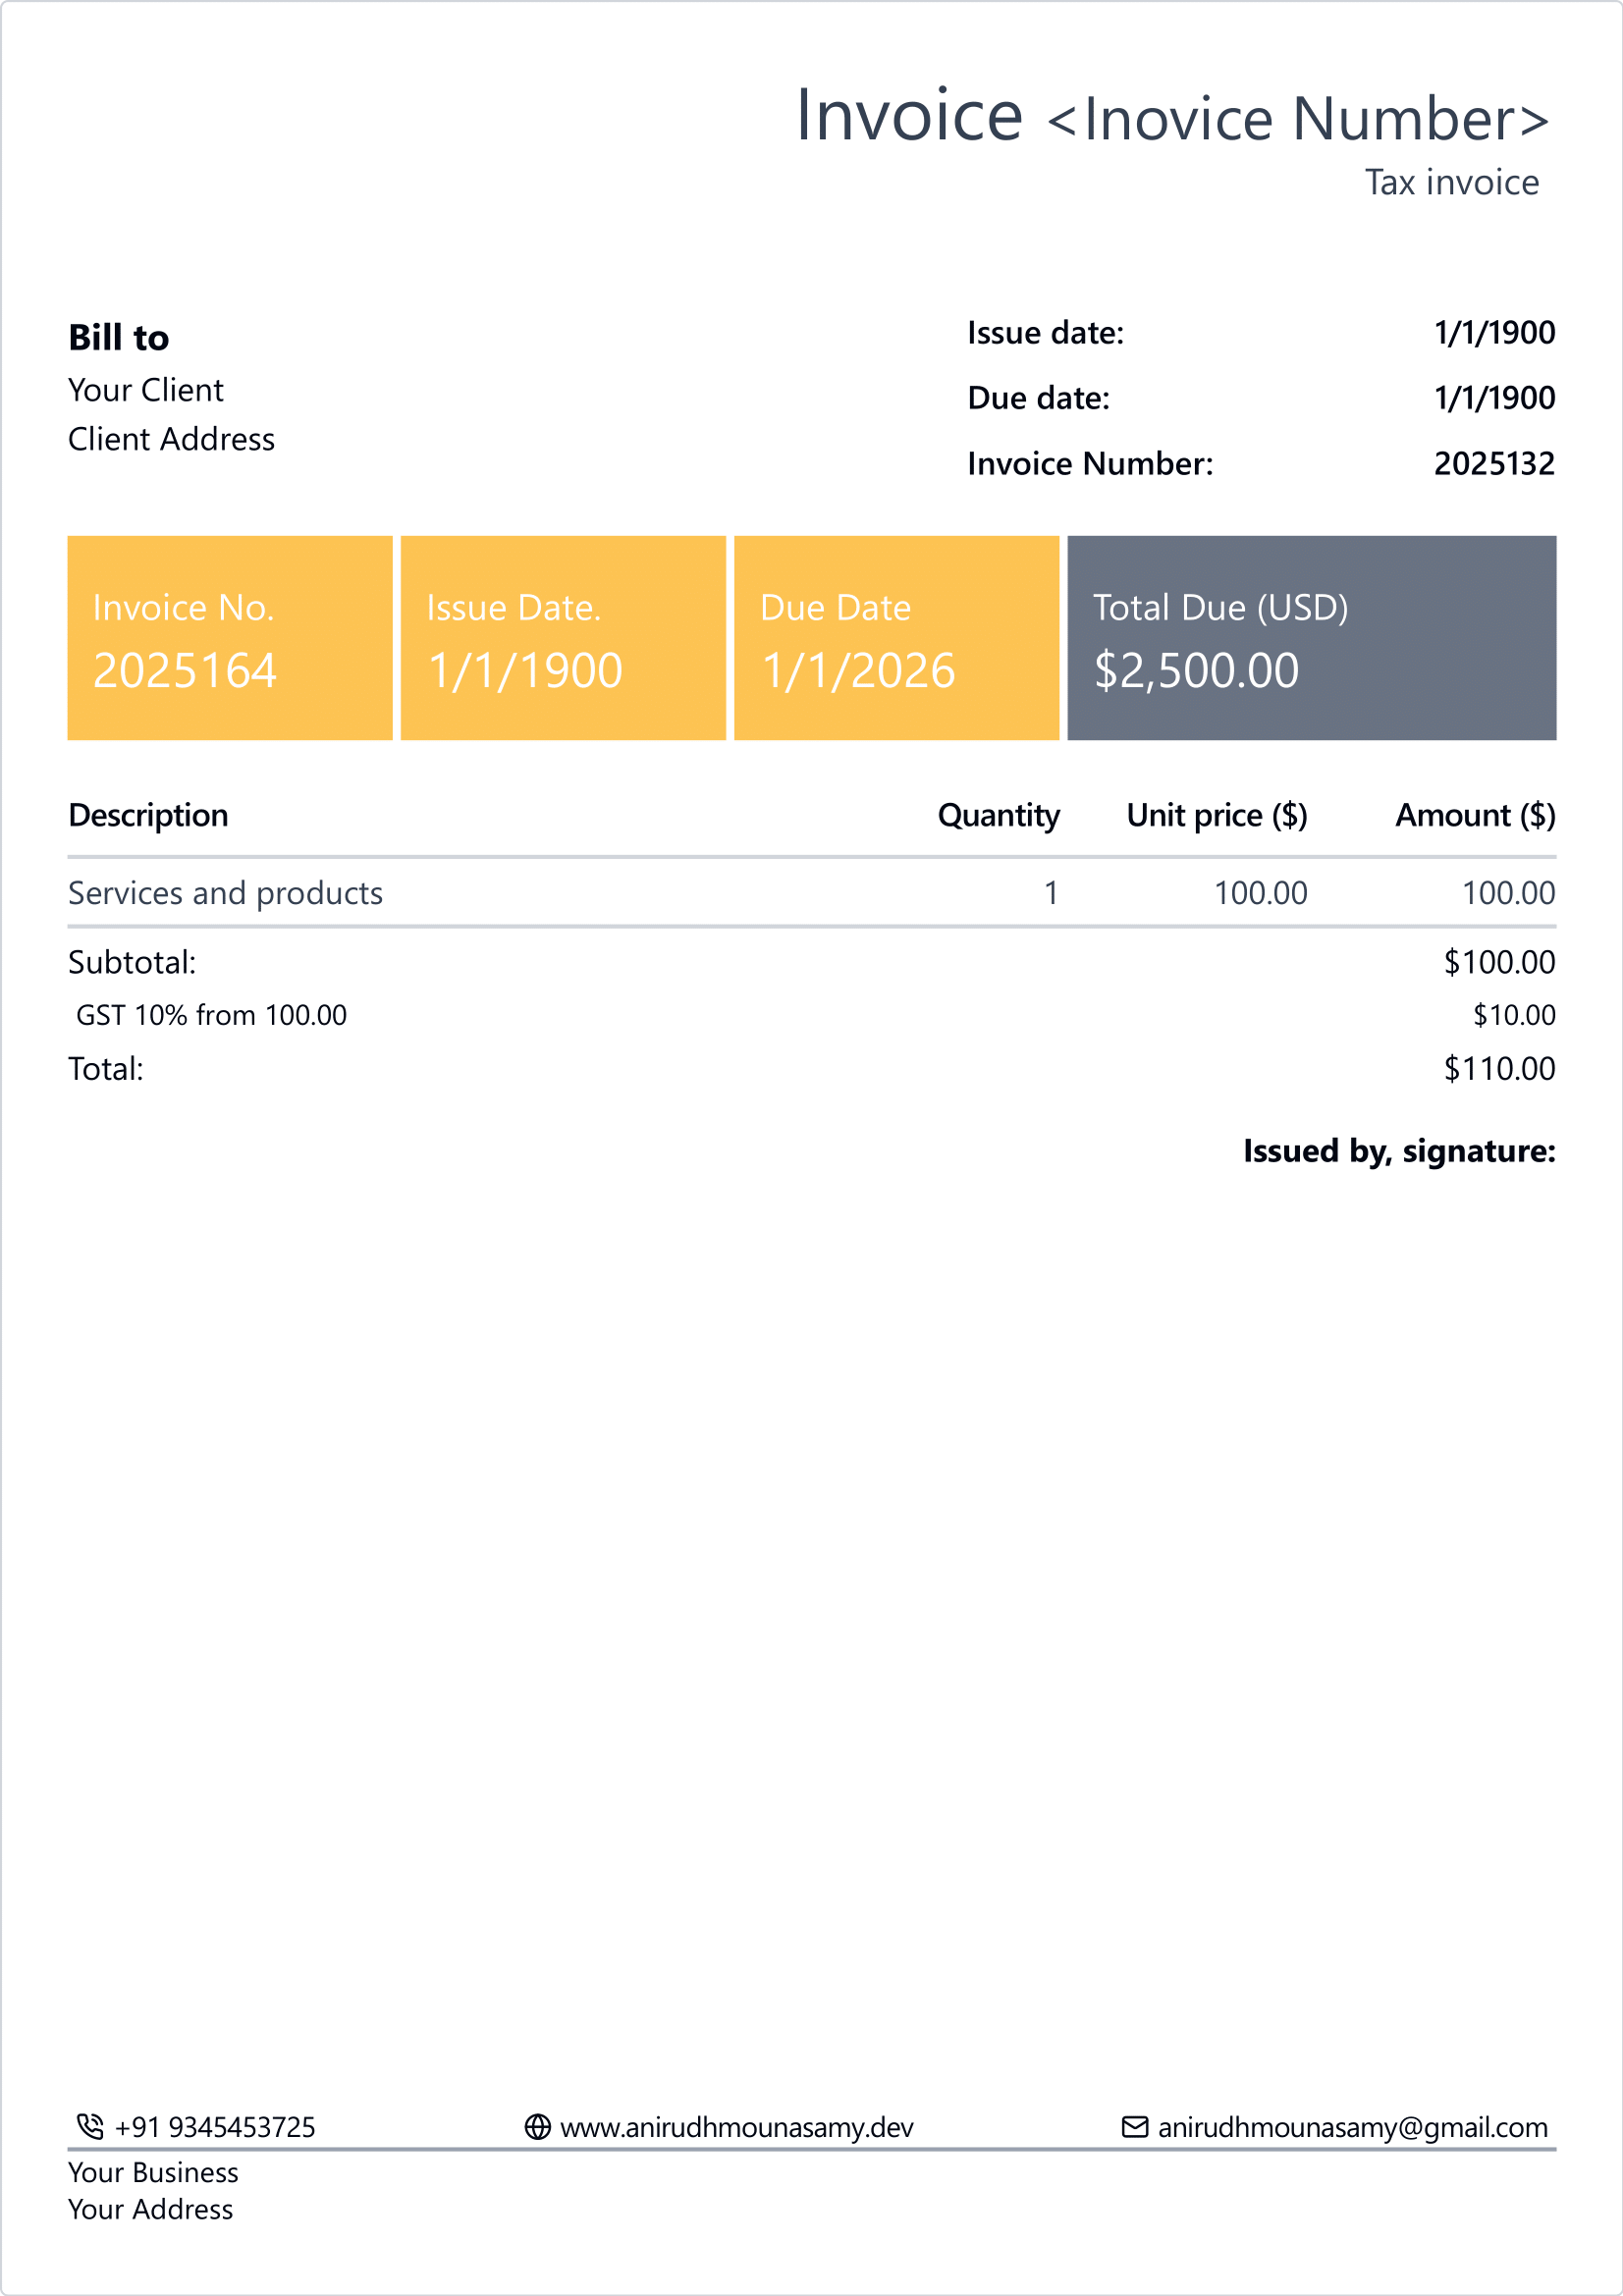 Invoice <Inovice Number>
Tax invoice
Bill to
Your Client
Client Address
Issue date: 1/1/1900
Due date: 1/1/1900
Invoice Number: 2025132
Invoice No. Issue Date. Due Date Total Due (USD)
2025164 1/1/1900 1/1/2026 $2,500.00
Description Quantity Unit price ($) Amount ($)
Services and products 1 100.00 100.00
Subtotal: $100.00
GST 10% from 100.00 $10.00
Total: $110.00
Issued by, signature:
+91 9345453725 www.anirudhmounasamy.dev anirudhmounasamy@gmail.com
Your Business
Your Address